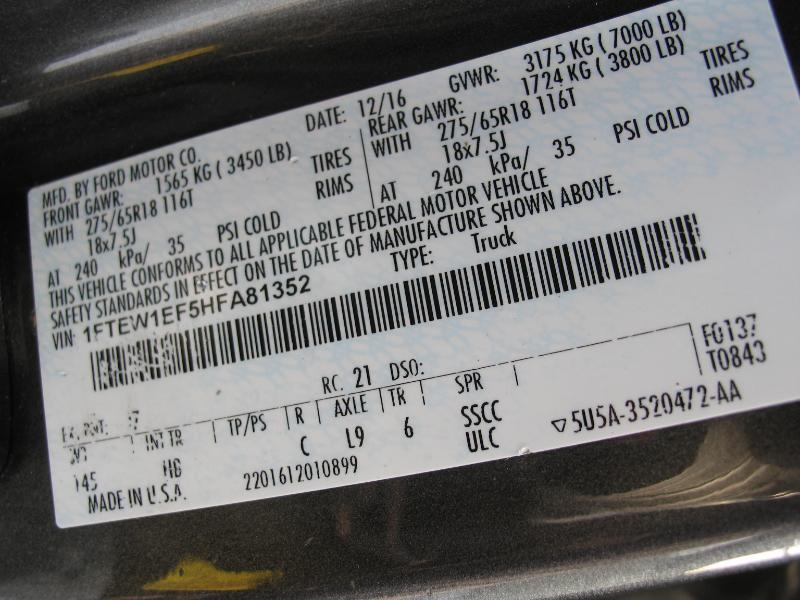 MFD. BY FORD MOTOR CO.
DATE: 12/16
GVWR: 3175 KG ( 7000 LB)
FRONT GAWR: 1565 KG ( 3450 LB)
REAR GAWR: 1724 KG ( 3800 LB)
WITH 275/65R18 116T TIRES
WITH 275/65R18 116T TIRES
18x7.5J RIMS
18x7.5J RIMS
AT 240 kPa/ 35 PSI COLD
AT 240 kPa/ 35 PSI COLD
THIS VEHICLE CONFORMS TO ALL APPLICABLE FEDERAL MOTOR VEHICLE
SAFETY STANDARDS IN EFFECT ON THE DATE OF MANUFACTURE SHOWN ABOVE.
VIN: 1FTEW1EF5HFA81352
TYPE: Truck
F0137
T0843
RC: 21 DSO:
WB INT TR TP/PS R AXLE TR SPR
145 HB C L9 6 SSCC
ULC
5U5A-3520472-AA
MADE IN U.S.A.
2201612010899